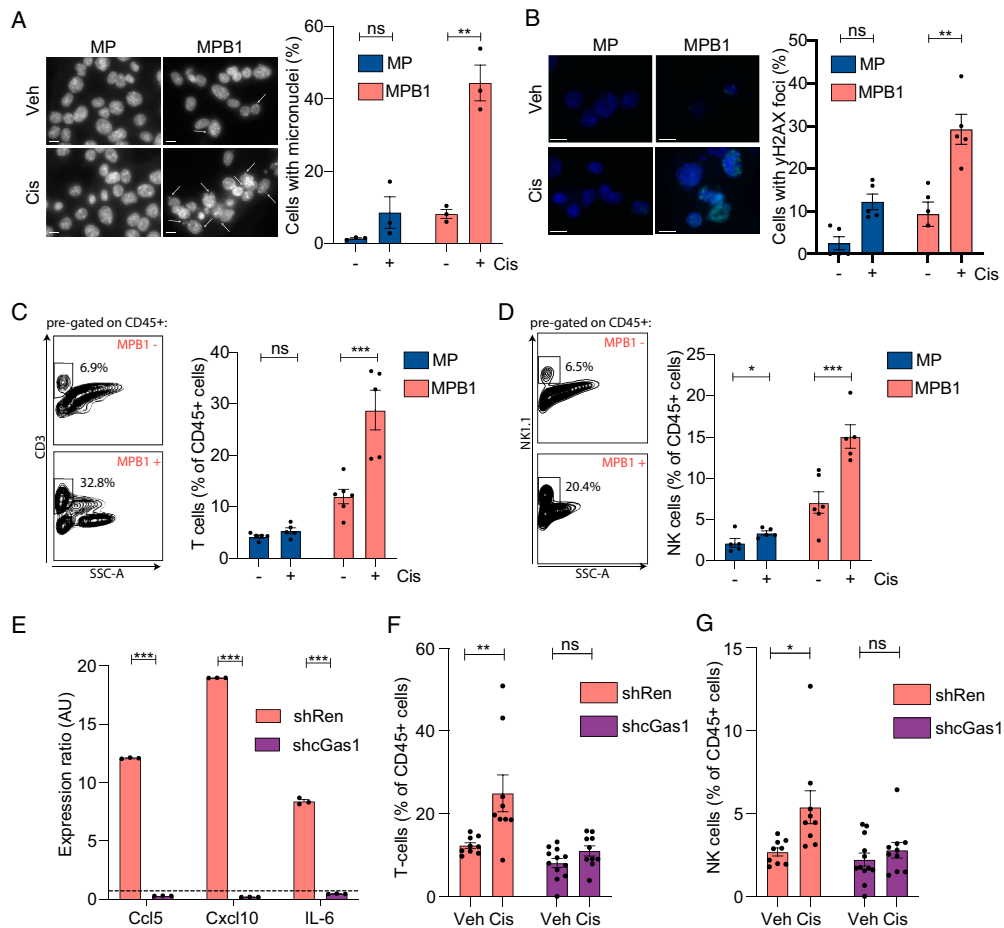 A
MP
MPB1
Veh
Cis
Cells with micronuclei (%)
60
40
20
0
ns
**
MP
MPB1
-
+
-
+
Cis
B
MP
MPB1
Veh
Cis
Cells with yH2AX foci (%)
50
40
30
20
10
0
ns
**
MP
MPB1
-
+
-
+
Cis
C
pre-gated on CD45+:
MPB1 -
6.9%
MPB1 +
32.8%
CD3
SSC-A
T cells (% of CD45+ cells)
40
30
20
10
0
ns
***
MP
MPB1
-
+
-
+
Cis
D
pre-gated on CD45+:
MPB1 -
6.5%
MPB1 +
20.4%
NK1.1
SSC-A
NK cells (% of CD45+ cells)
25
20
15
10
5
0
*
***
MP
MPB1
-
+
-
+
Cis
E
Expression ratio (AU)
20
15
10
5
0
***
***
***
shRen
shcGas1
Ccl5
Cxcl10
IL-6
F
T-cells (% of CD45+ cells)
60
40
20
0
**
ns
shRen
shcGas1
Veh Cis
Veh Cis
G
NK cells (% of CD45+ cells)
15
10
5
0
*
ns
shRen
shcGas1
Veh Cis
Veh Cis